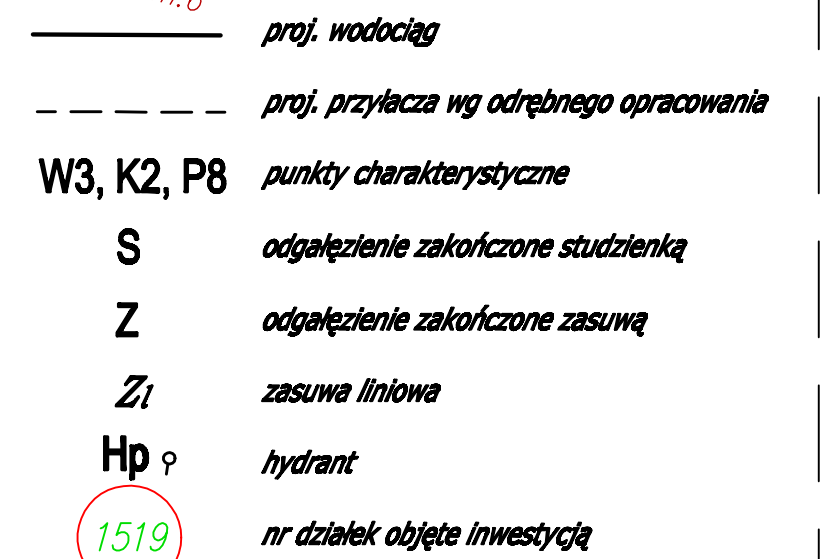 proj. wodociąg
proj. przyłacza wg odrębnego opracowania
W3, K2, P8 punkty charakterystyczne
S odgałęzienie zakończone studzienką
Z odgałęzienie zakończone zasuwą
Zl zasuwa liniowa
Hp hydrant
1519 nr działek objęte inwestycją